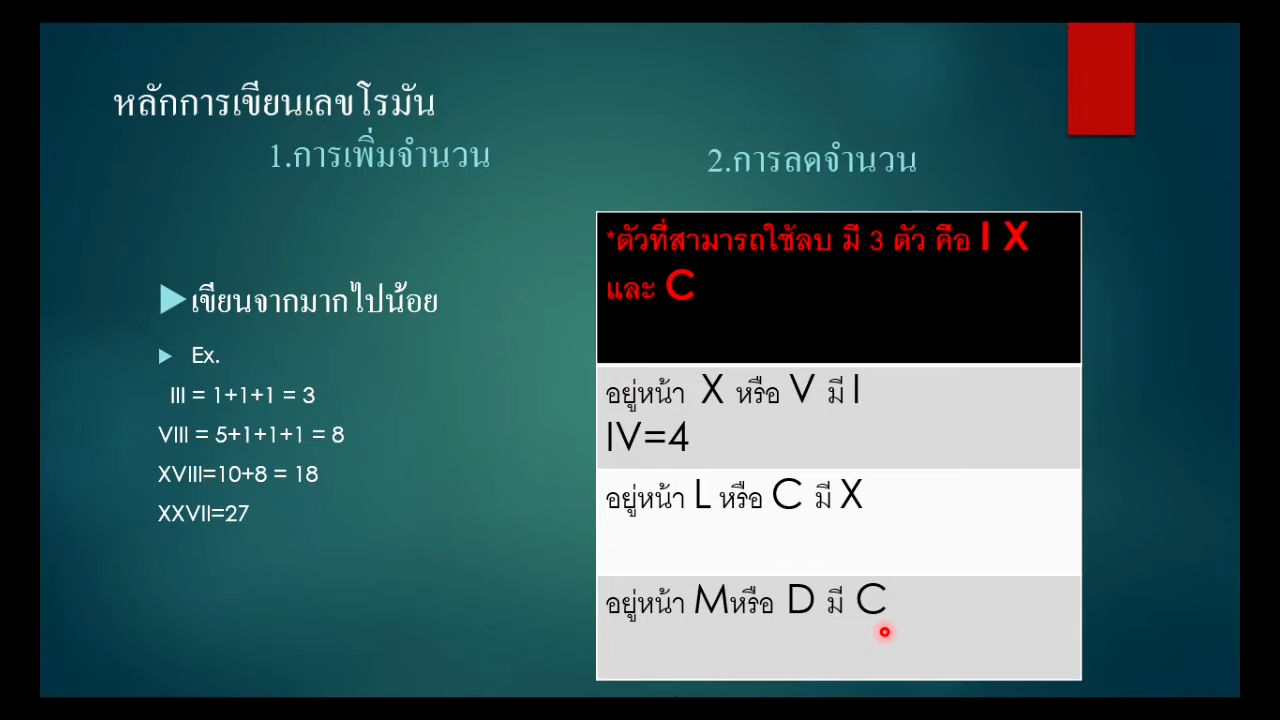 หลักการเขียนเลขโรมัน
1.การเพิ่มจำนวน
เขียนจากมากไปน้อย
Ex.
III = 1+1+1 = 3
VIII = 5+1+1+1 = 8
XVIII=10+8 = 18
XXVII=27
2.การลดจำนวน
*ตัวที่สามารถใช้ลบ มี 3 ตัว คือ I X
และ C
อยู่หน้า X หรือ V มี I
IV=4
อยู่หน้า L หรือ C มี X
อยู่หน้า Mหรือ D มี C